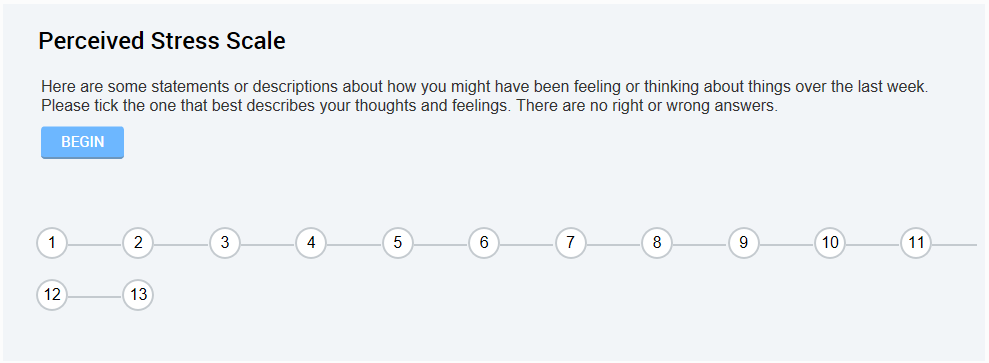 Perceived Stress Scale
Here are some statements or descriptions about how you might have been feeling or thinking about things over the last week.
Please tick the one that best describes your thoughts and feelings. There are no right or wrong answers.
BEGIN
1 2 3 4 5 6 7 8 9 10 11
12 13